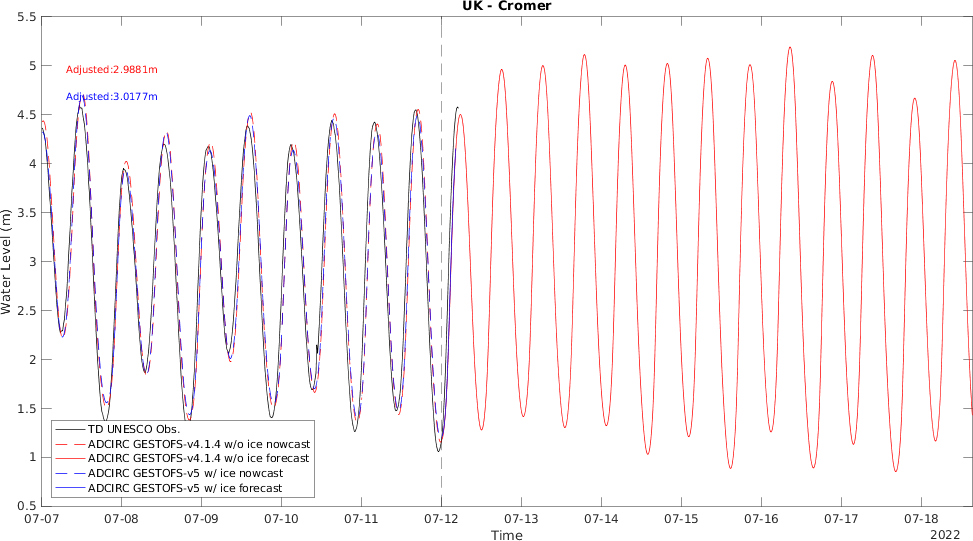 UK - Cromer
5.5
5
4.5
4
3.5
3
2.5
2
1.5
1
0.5
Water Level (m)
Adjusted:2.9881m
Adjusted:3.0177m
TD UNESCO Obs.
ADCIRC GESTOFS-v4.1.4 w/o ice nowcast
ADCIRC GESTOFS-v4.1.4 w/o ice forecast
ADCIRC GESTOFS-v5 w/ ice nowcast
ADCIRC GESTOFS-v5 w/ ice forecast
07-07 07-08 07-09 07-10 07-11 07-12 07-13 07-14 07-15 07-16 07-17 07-18
Time
2022